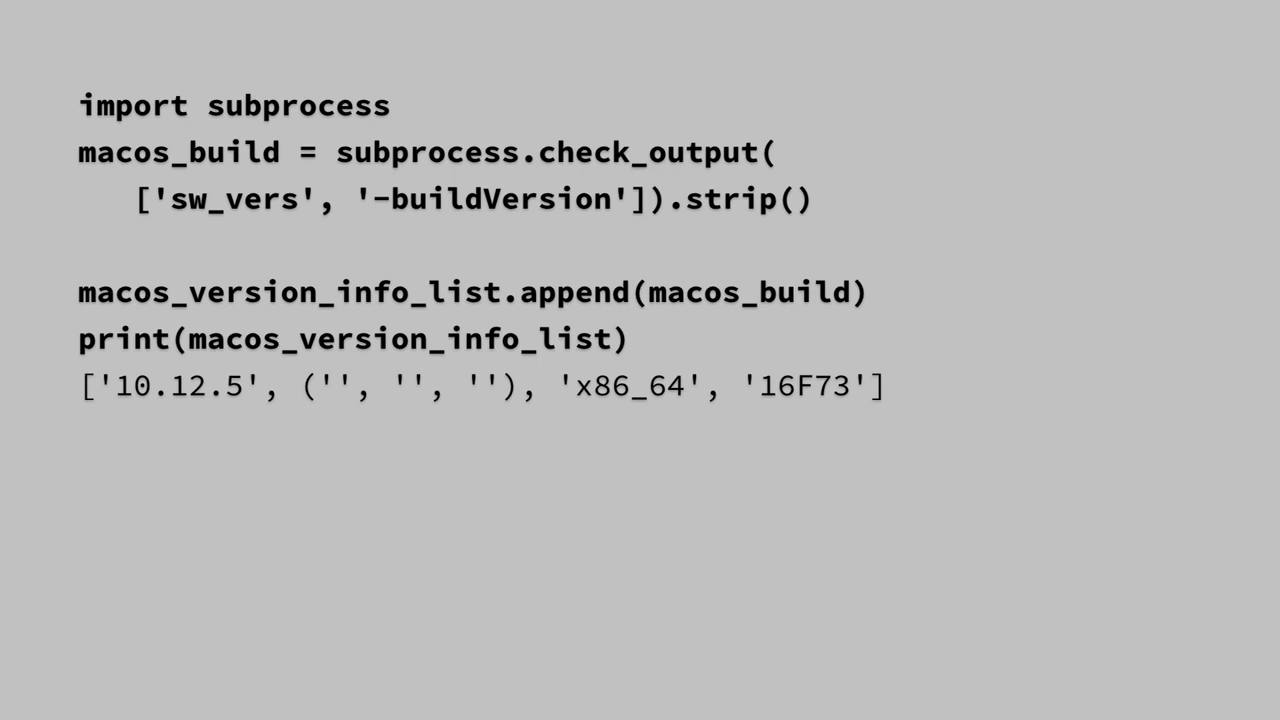 import subprocess
macos_build = subprocess.check_output(
   ['sw_vers', '-buildVersion']).strip()
macos_version_info_list.append(macos_build)
print(macos_version_info_list)
['10.12.5', ('', '', ''), 'x86_64', '16F73']